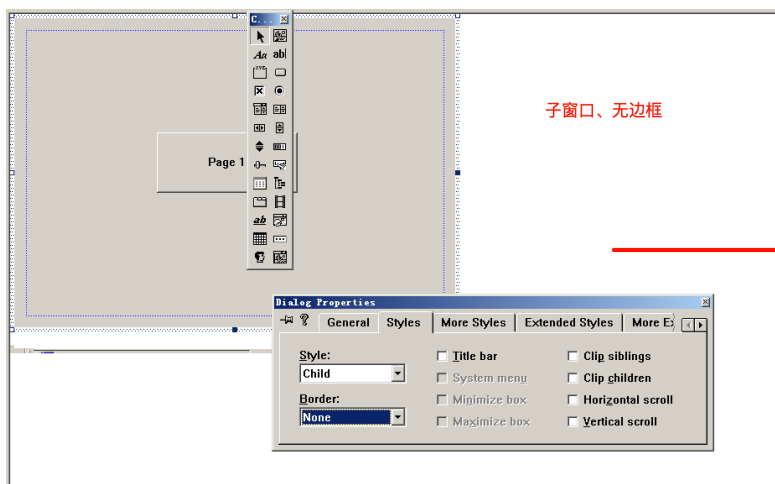 C...
Aa ab|
子窗口、无边框
Page 1
ab
Dialog Properties
General Styles More Styles Extended Styles More E
Style:
Child
Border:
None
Title bar
System menu
Minimize box
Maximize box
Clip siblings
Clip children
Horizontal scroll
Vertical scroll